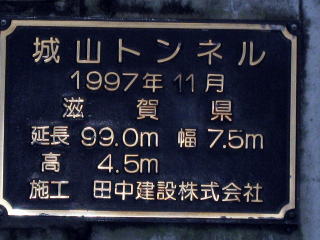 城山トンネル
1997年11月
滋賀県
延長 99.0m 幅 7.5m
高 4.5m
施工 田中建設株式会社